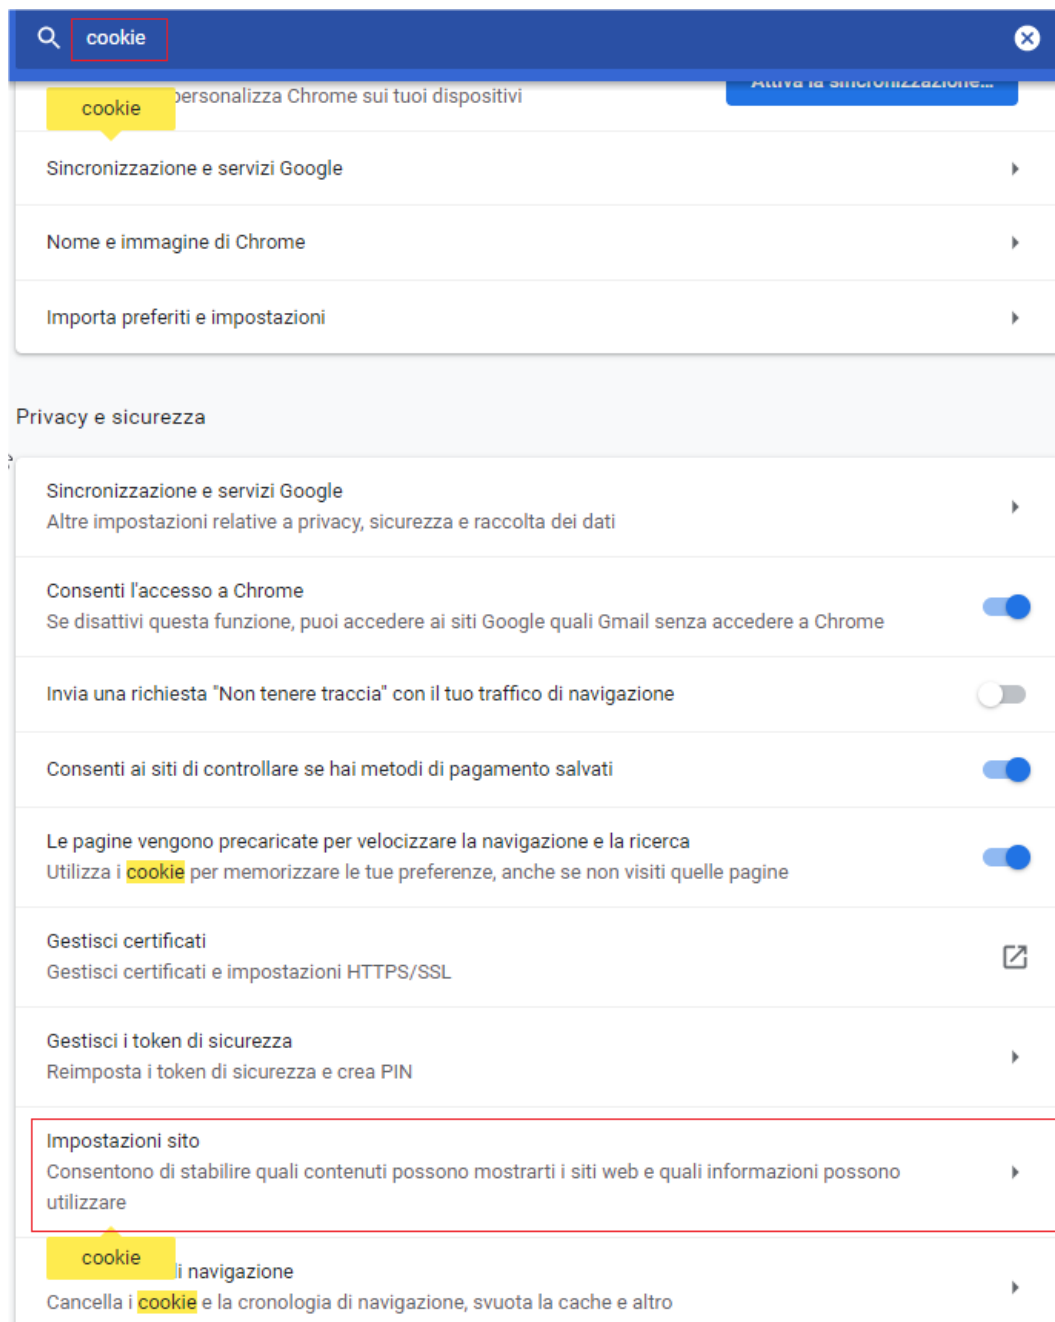 cookie
personalizza Chrome sui tuoi dispositivi
Attiva la sincronizzazione...
cookie
Sincronizzazione e servizi Google
Nome e immagine di Chrome
Importa preferiti e impostazioni
Privacy e sicurezza
Sincronizzazione e servizi Google
Altre impostazioni relative a privacy, sicurezza e raccolta dei dati
Consenti l'accesso a Chrome
Se disattivi questa funzione, puoi accedere ai siti Google quali Gmail senza accedere a Chrome
Invia una richiesta "Non tenere traccia" con il tuo traffico di navigazione
Consenti ai siti di controllare se hai metodi di pagamento salvati
Le pagine vengono precaricate per velocizzare la navigazione e la ricerca
Utilizza i cookie per memorizzare le tue preferenze, anche se non visiti quelle pagine
Gestisci certificati
Gestisci certificati e impostazioni HTTPS/SSL
Gestisci i token di sicurezza
Reimposta i token di sicurezza e crea PIN
Impostazioni sito
Consentono di stabilire quali contenuti possono mostrarti i siti web e quali informazioni possono
utilizzare
cookie
i navigazione
Cancella i cookie e la cronologia di navigazione, svuota la cache e altro